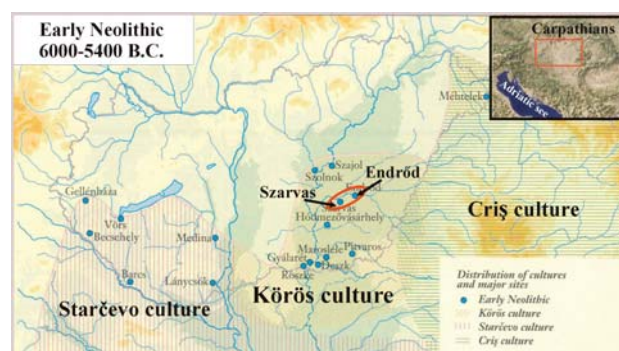 Early Neolithic
6000-5400 B.C.
Carpathians
Adriatic see
Méhtelek
Szajol
Szolnok
Endrőd
Szarvas
Hódmezővásárhely
Gellénháza
Vörs
Becsehely
Medina
Barcs
Lánycsók
Maroslele
Pitvaros
Gyálarét
Deszk
Röszke
Criş culture
Starčevo culture
Körös culture
Distribution of cultures
and major sites
Early Neolithic
Körös culture
Starčevo culture
Criş culture